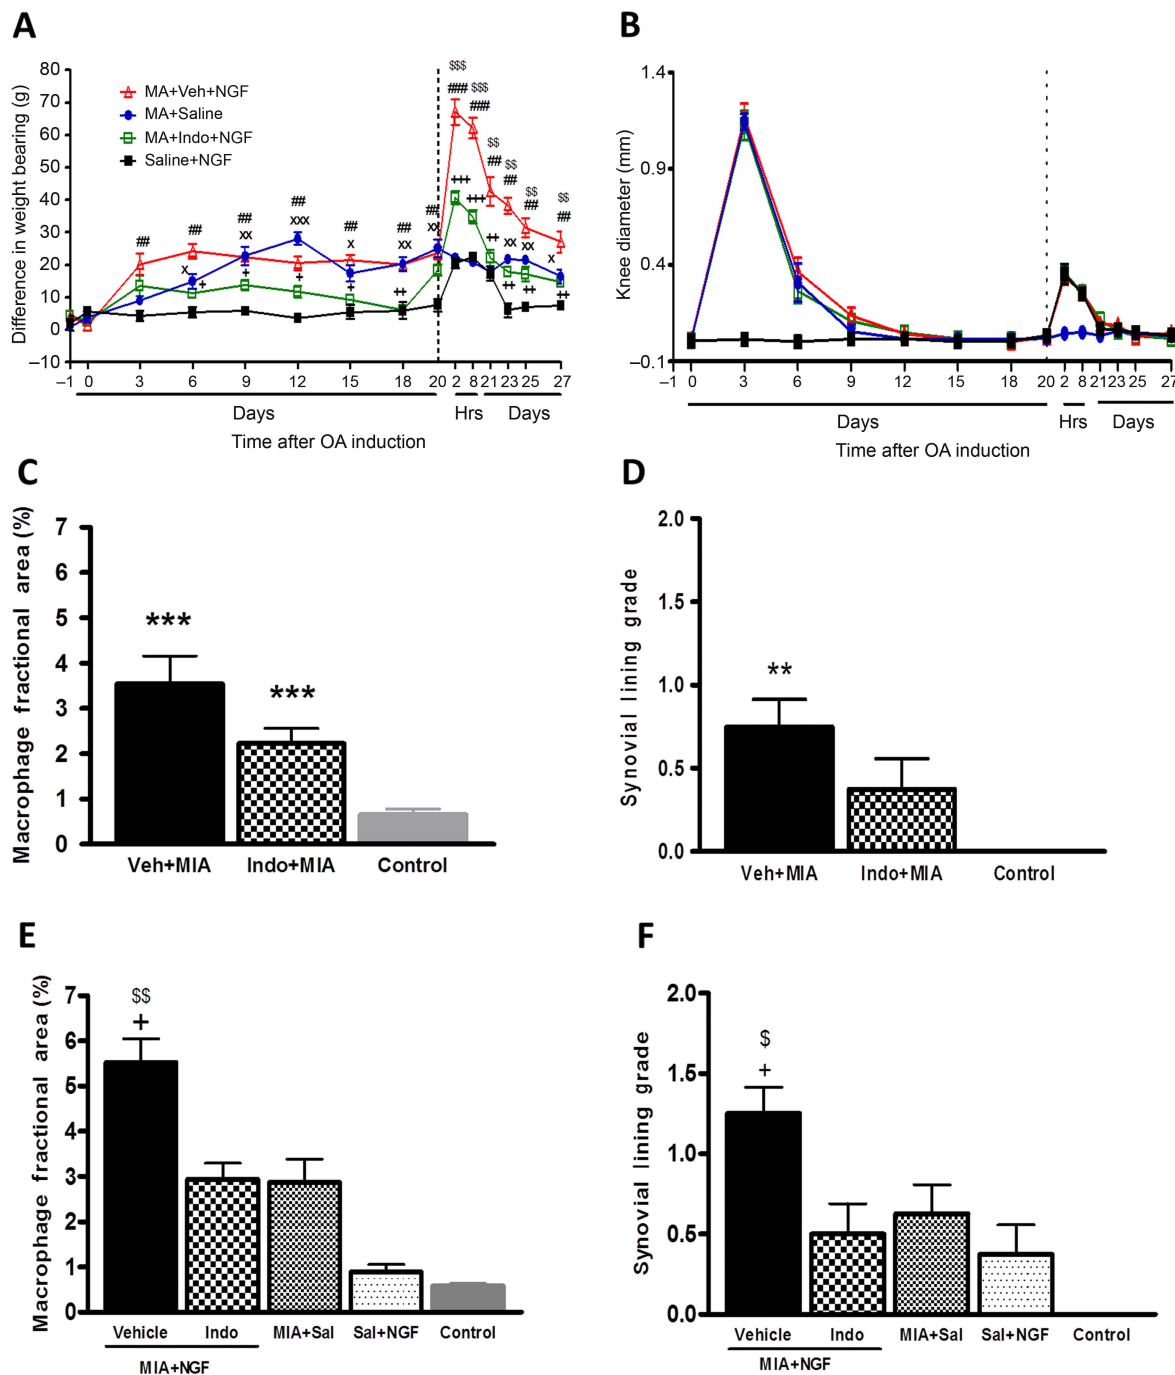 A
Difference in weight bearing (g)
80
70
60
50
40
30
20
10
0
–10
MA+Veh+NGF
MA+Saline
MA+Indo+NGF
Saline+NGF
$$$
###
$$$
###
$$
##
$$
##
$$
##
$$
##
##
##
##
xx
##
xxx
##
x
##
xx
##
xx
x
+
+
+
+
++
+++
+++
++
xx
xx
x
++
++
++
–1 0 3 6 9 12 15 18 20 2 8 21 23 25 27
Days Hrs Days
Time after OA induction
B
Knee diameter (mm)
1.4
0.9
0.4
–0.1
–1 0 3 6 9 12 15 18 20 2 8 21 23 25 27
Days Hrs Days
Time after OA induction
C
Macrophage fractional area (%)
7
6
5
4
3
2
1
0
***
***
Veh+MIA Indo+MIA Control
D
Synovial lining grade
2.0
1.5
1.0
0.5
0.0
**
Veh+MIA Indo+MIA Control
E
Macrophage fractional area (%)
7
6
5
4
3
2
1
0
$$
+
Vehicle Indo MIA+Sal Sal+NGF Control
MIA+NGF
F
Synovial lining grade
2.0
1.5
1.0
0.5
0.0
$
+
Vehicle Indo MIA+Sal Sal+NGF Control
MIA+NGF